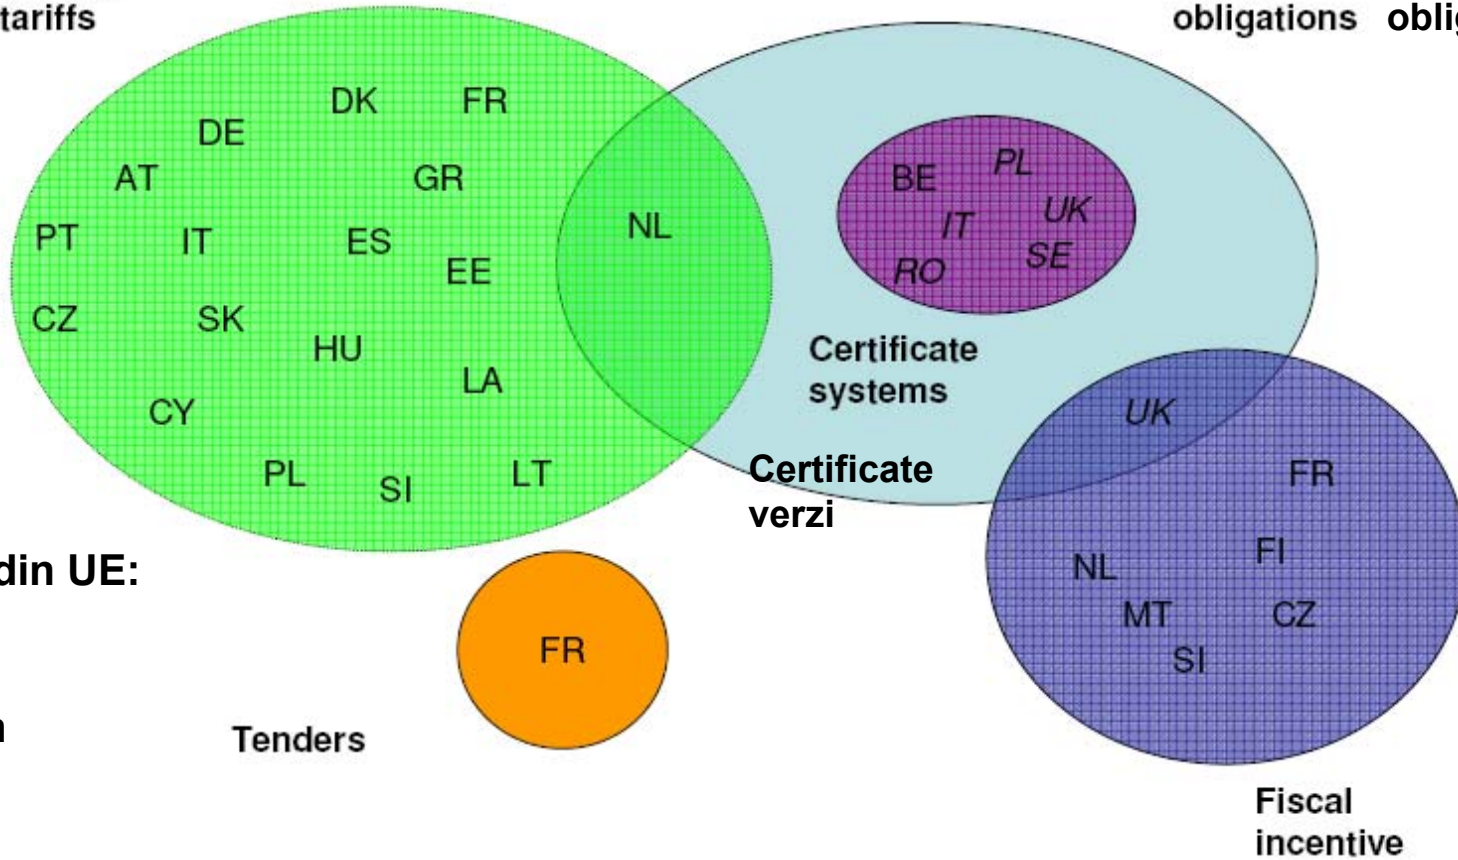 tariffs
obligations
DK
FR
DE
AT
GR
PT
IT
ES
EE
CZ
SK
HU
LA
CY
PL
SI
LT
NL
BE
PL
IT
UK
RO
SE
Certificate
systems
Certificate
verzi
UK
FR
NL
FI
MT
CZ
SI
din UE:
FR
Tenders
Fiscal
incentive